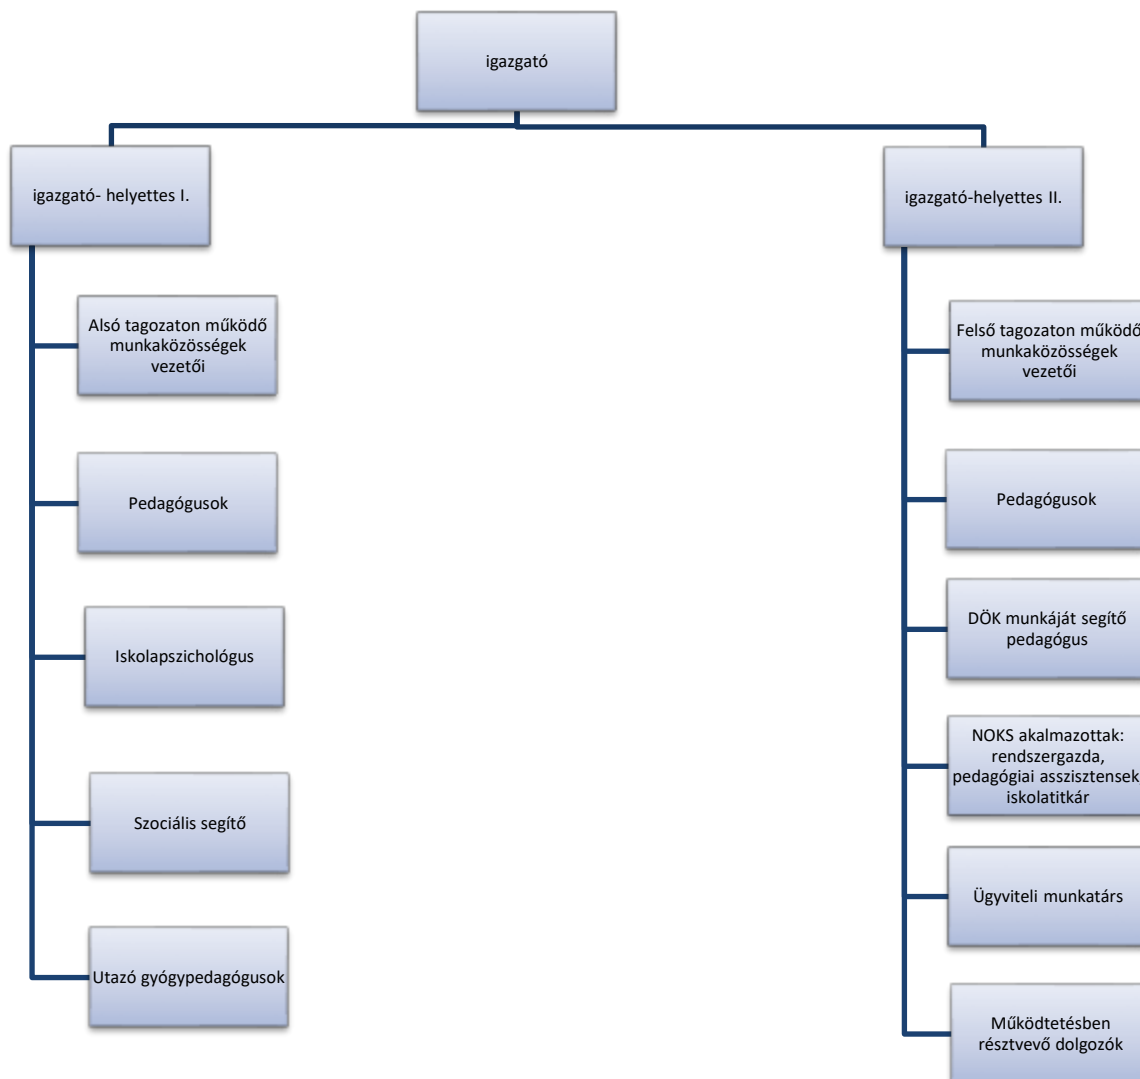 igazgató
igazgató- helyettes I.
Alsó tagozaton működő
munkaközösségek
vezetői
Pedagógusok
Iskolapszichológus
Szociális segítő
Utazó gyógypedagógusok
igazgató-helyettes II.
Felső tagozaton működő
munkaközösségek
vezetői
Pedagógusok
DÖK munkáját segítő
pedagógus
NOKS akalmazottak:
rendszergazda,
pedagógiai asszisztensek,
iskolatitkár
Ügyviteli munkatárs
Működtetésben
résztvevő dolgozók